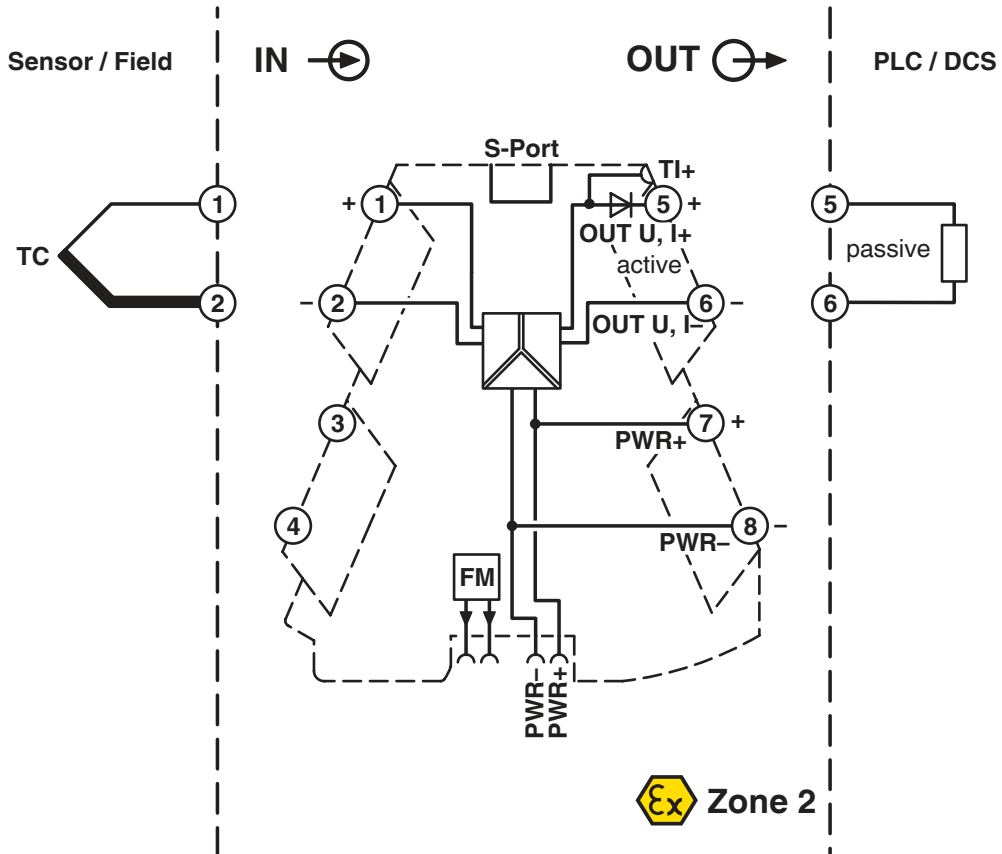 Sensor / Field
IN
OUT
PLC / DCS
S-Port
TI+
1
+ 1
5 +
5
OUT U, I+
TC
active
passive
2
– 2
6 –
6
OUT U, I–
3
7 +
PWR+
4
8 –
PWR–
FM
PWR–
PWR+
Ex Zone 2